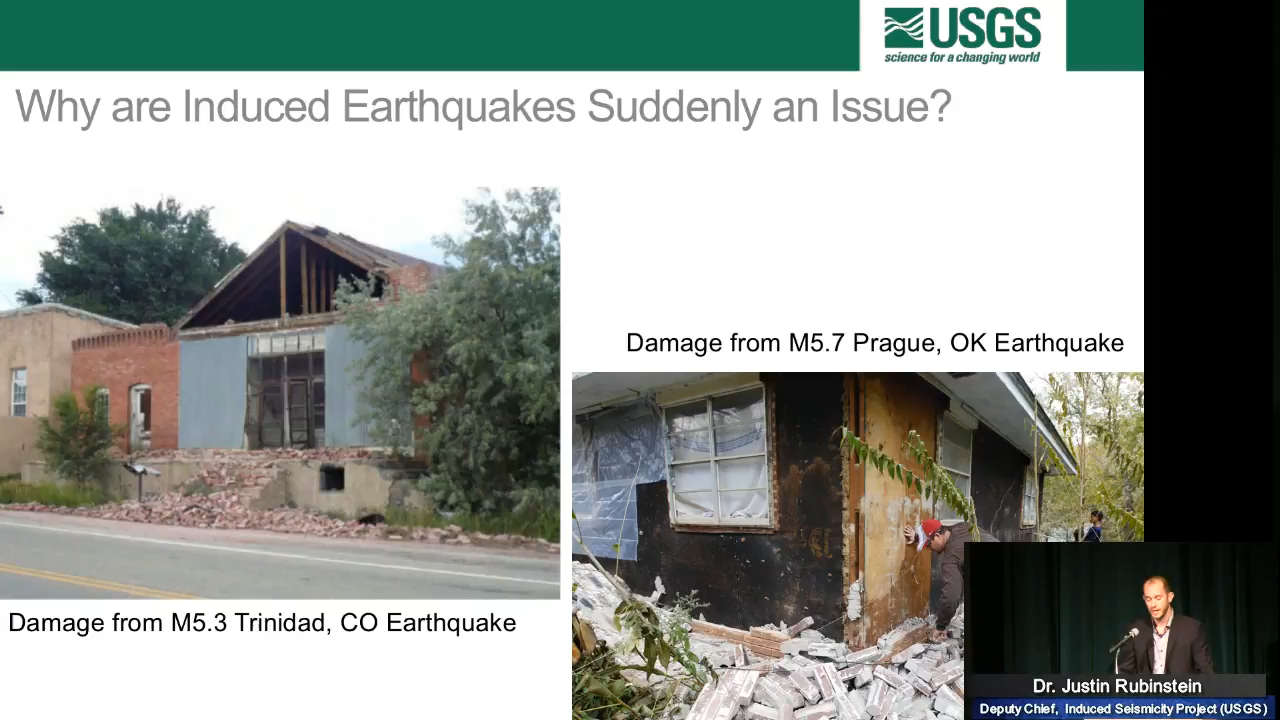 USGS
science for a changing world
Why are Induced Earthquakes Suddenly an Issue?
Damage from M5.7 Prague, OK Earthquake
Damage from M5.3 Trinidad, CO Earthquake
Dr. Justin Rubinstein
Deputy Chief, Induced Seismicity Project (USGS)